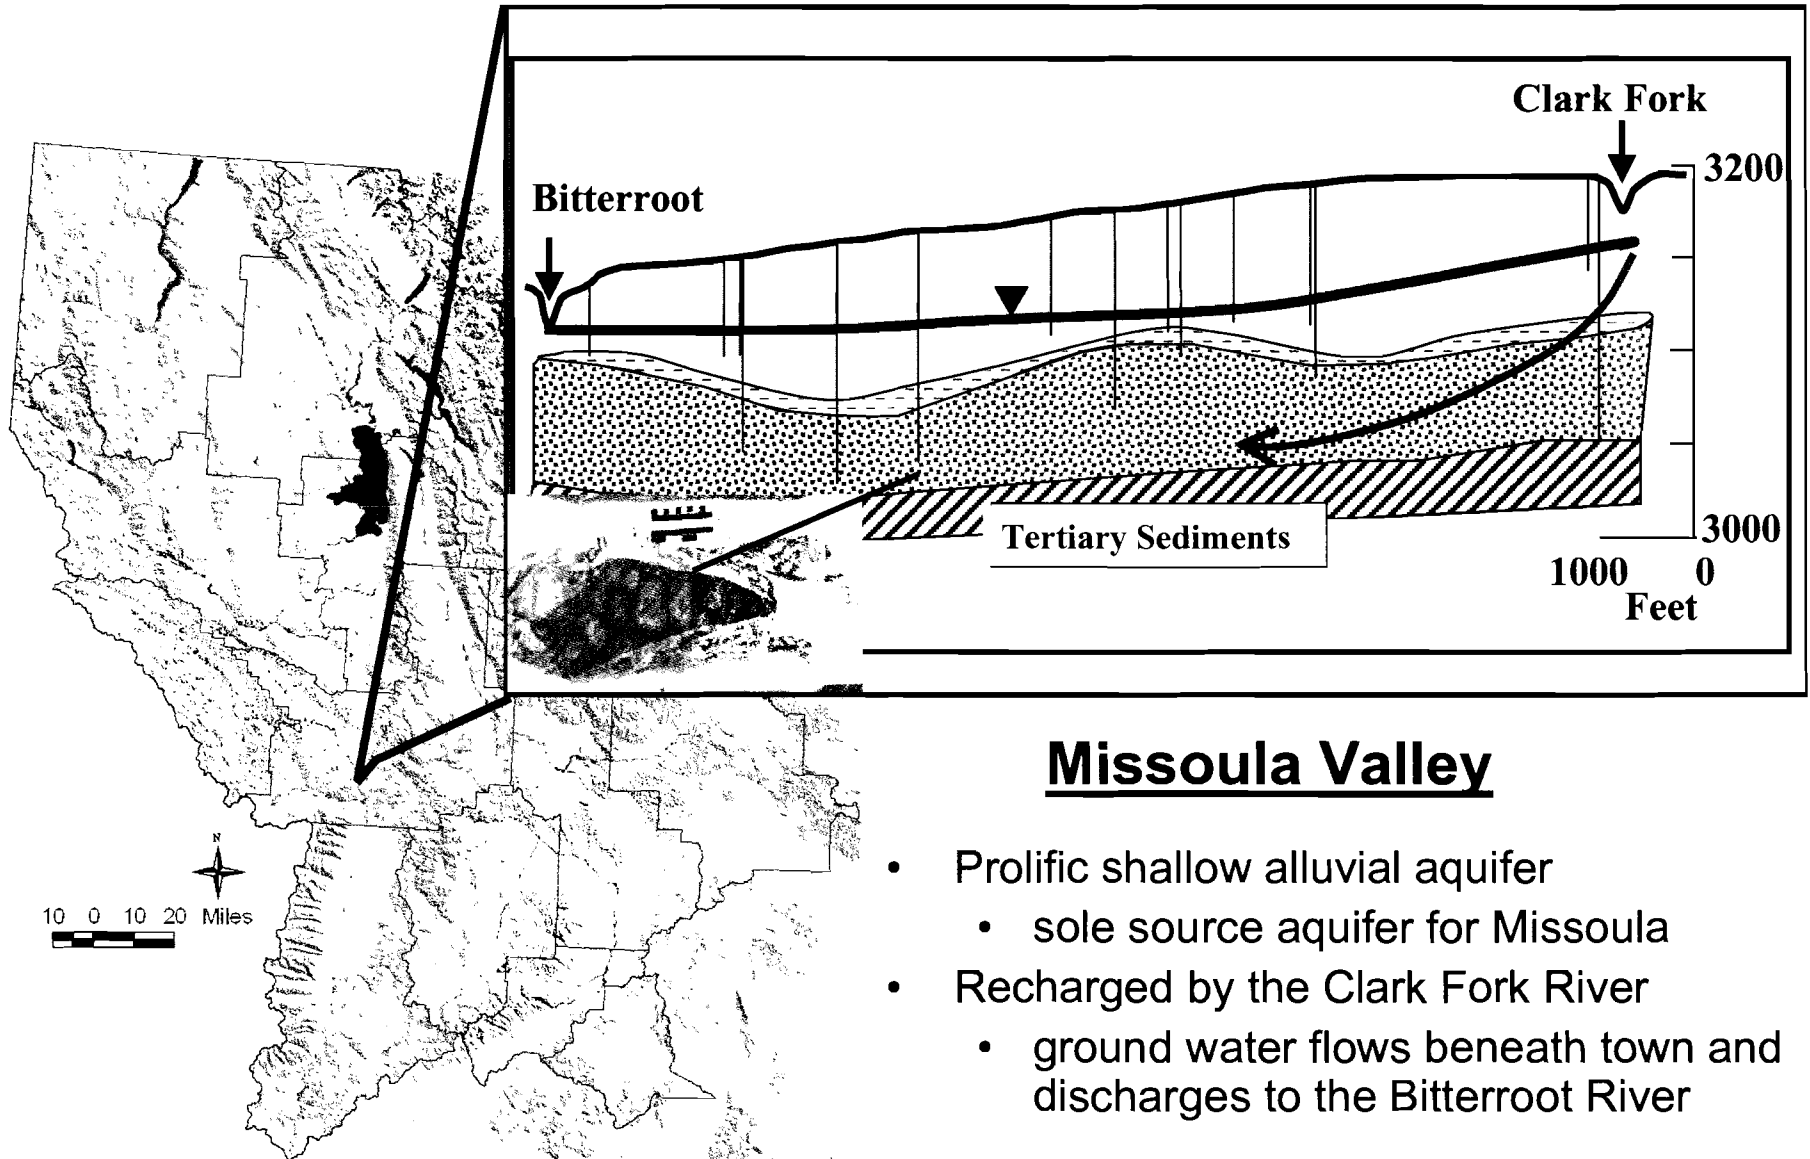 Clark Fork
3200
Bitterroot
Tertiary Sediments
3000
1000 0
Feet
N
10 0 10 20 Miles
Missoula Valley
• Prolific shallow alluvial aquifer
• sole source aquifer for Missoula
• Recharged by the Clark Fork River
• ground water flows beneath town and
discharges to the Bitterroot River